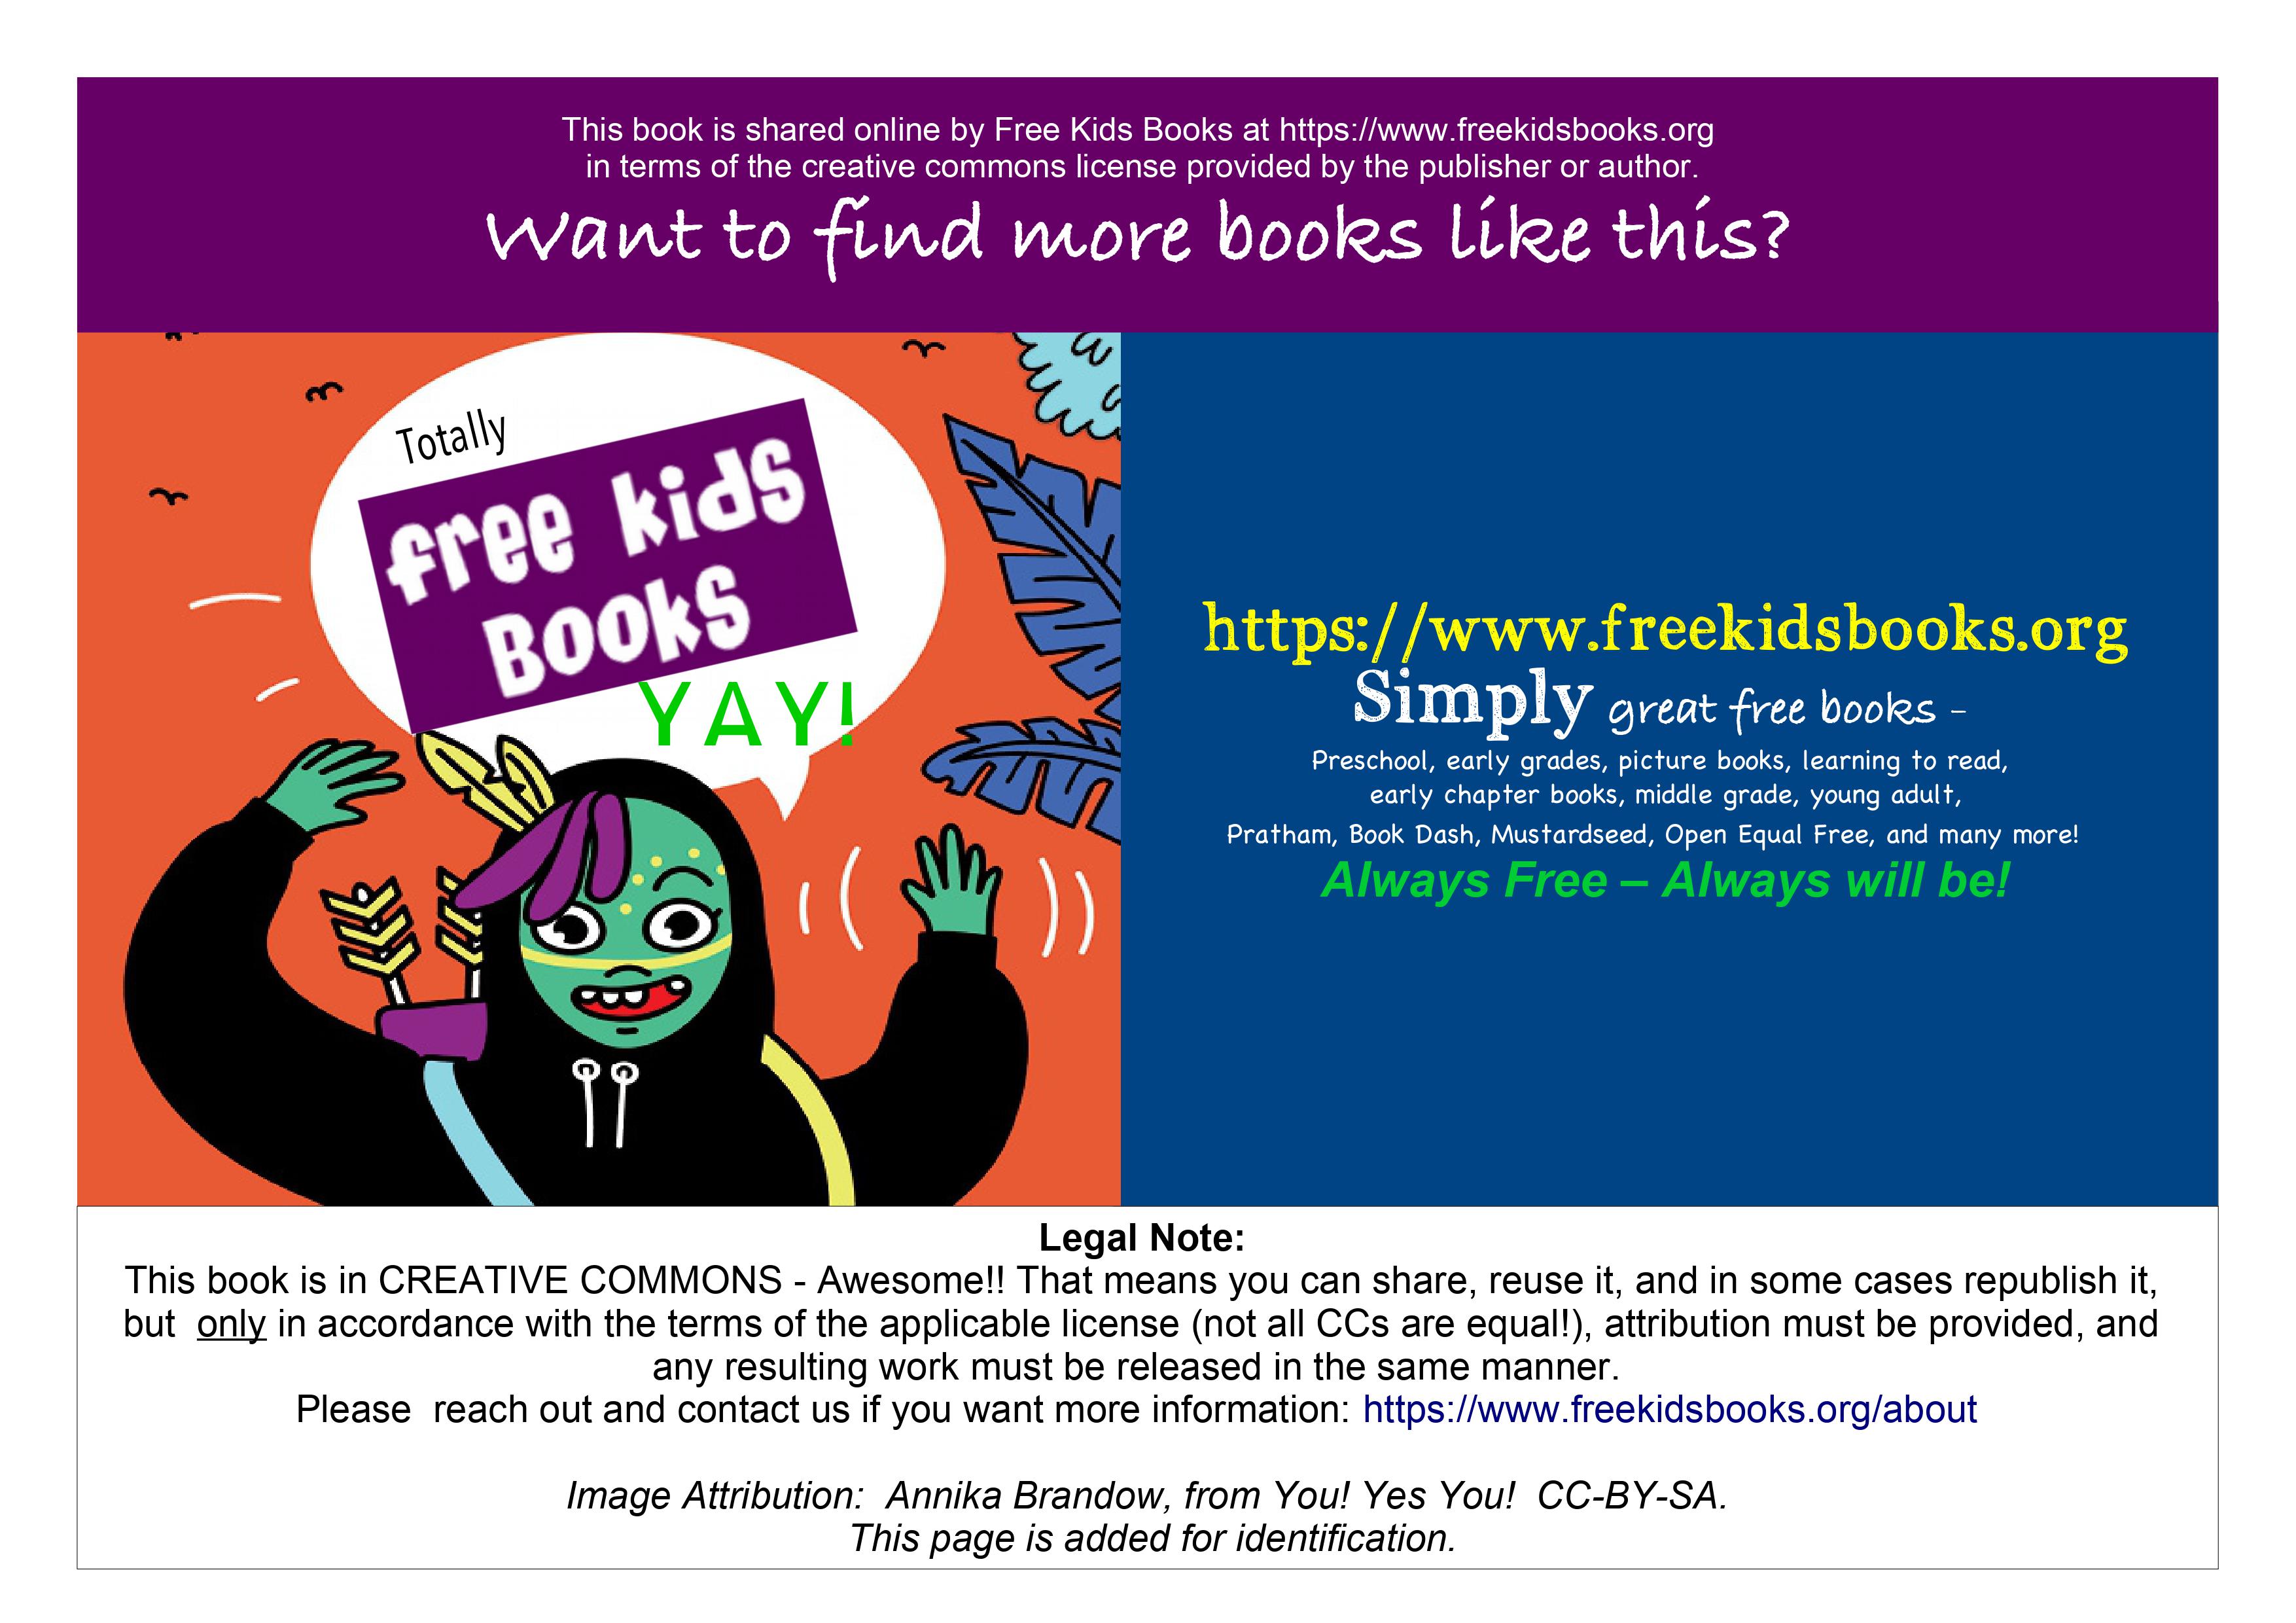 This book is shared online by Free Kids Books at https://www.freekidsbooks.org
in terms of the creative commons license provided by the publisher or author.
Want to find more books like this?
Totally
free kids
Books
YAY!
https://www.freekidsbooks.org
Simply great free books -
Preschool, early grades, picture books, learning to read,
early chapter books, middle grade, young adult,
Pratham, Book Dash, Mustardseed, Open Equal Free, and many more!
Always Free – Always will be!
Legal Note:
This book is in CREATIVE COMMONS - Awesome!! That means you can share, reuse it, and in some cases republish it,
but only in accordance with the terms of the applicable license (not all CCs are equal!), attribution must be provided, and
any resulting work must be released in the same manner.
Please reach out and contact us if you want more information: https://www.freekidsbooks.org/about
Image Attribution: Annika Brandow, from You! Yes You! CC-BY-SA.
This page is added for identification.